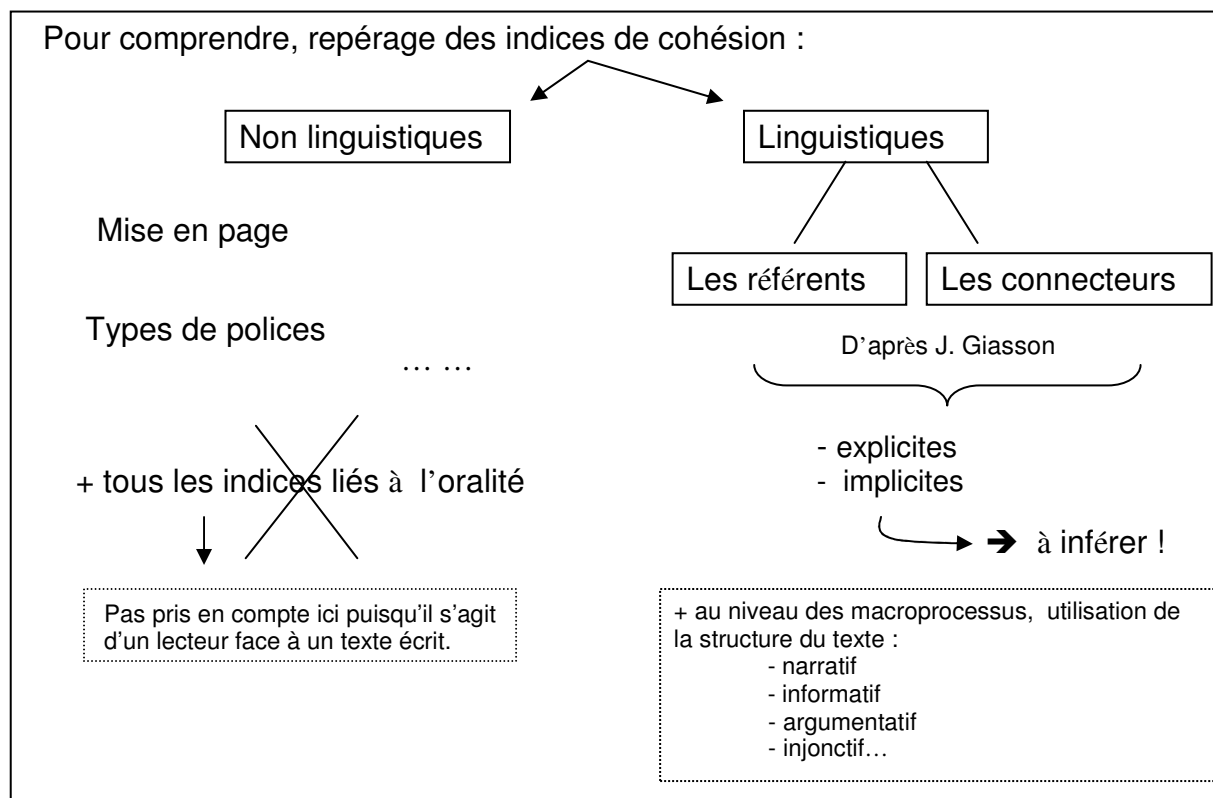 Pour comprendre, repérage des indices de cohésion :
Non linguistiques
Linguistiques
Mise en page
Les référents
Les connecteurs
Types de polices
D'après J. Giasson
... ...
- explicites
- implicites
+ tous les indices liés à l'oralité
à inférer !
Pas pris en compte ici puisqu'il s'agit
d'un lecteur face à un texte écrit.
+ au niveau des macroprocessus, utilisation de
la structure du texte :
- narratif
- informatif
- argumentatif
- injonctif...